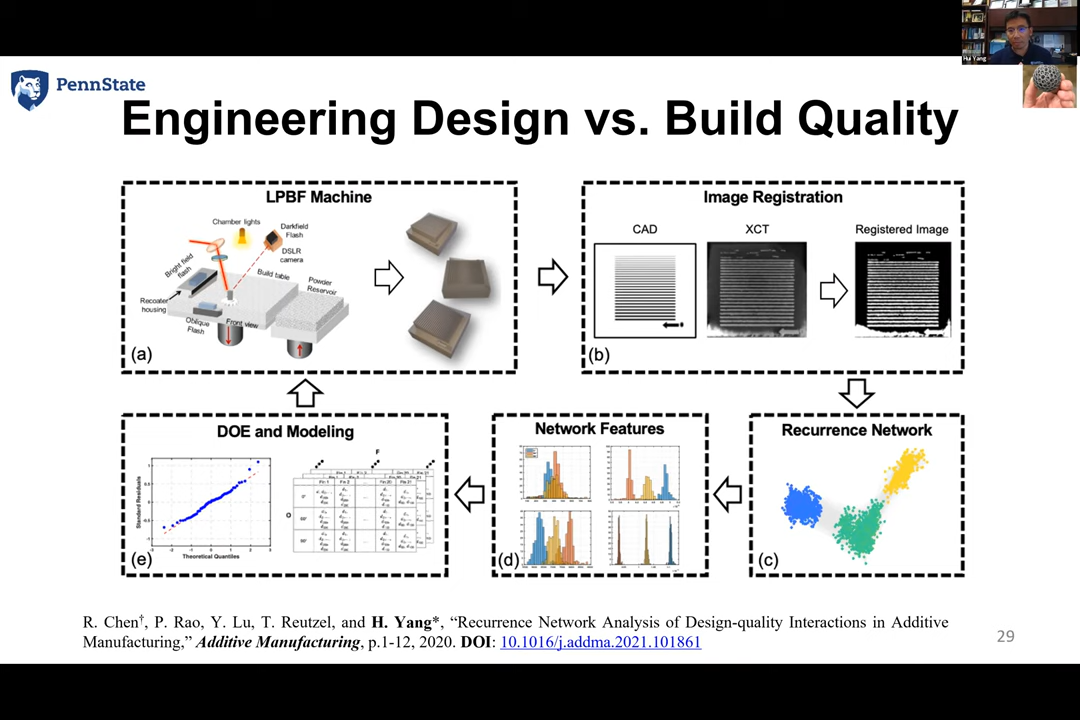 Hui Yang
PennState
Engineering Design vs. Build Quality
LPBF Machine
Chamber lights
Darkfield
Flash
DSLR
camera
Bright field
flash
Build table
Powder
Reservoir
Recoater
housing
Oblique
Flash
Front view
(a)
Image Registration
CAD
XCT
Registered Image
(b)
DOE and Modeling
Standard Residuals
Theoretical Quantiles
F
O
(e)
Network Features
(d)
Recurrence Network
(c)
R. Chen†, P. Rao, Y. Lu, T. Reutzel, and H. Yang*, “Recurrence Network Analysis of Design-quality Interactions in Additive
Manufacturing,” Additive Manufacturing, p.1-12, 2020. DOI: 10.1016/j.addma.2021.101861
29